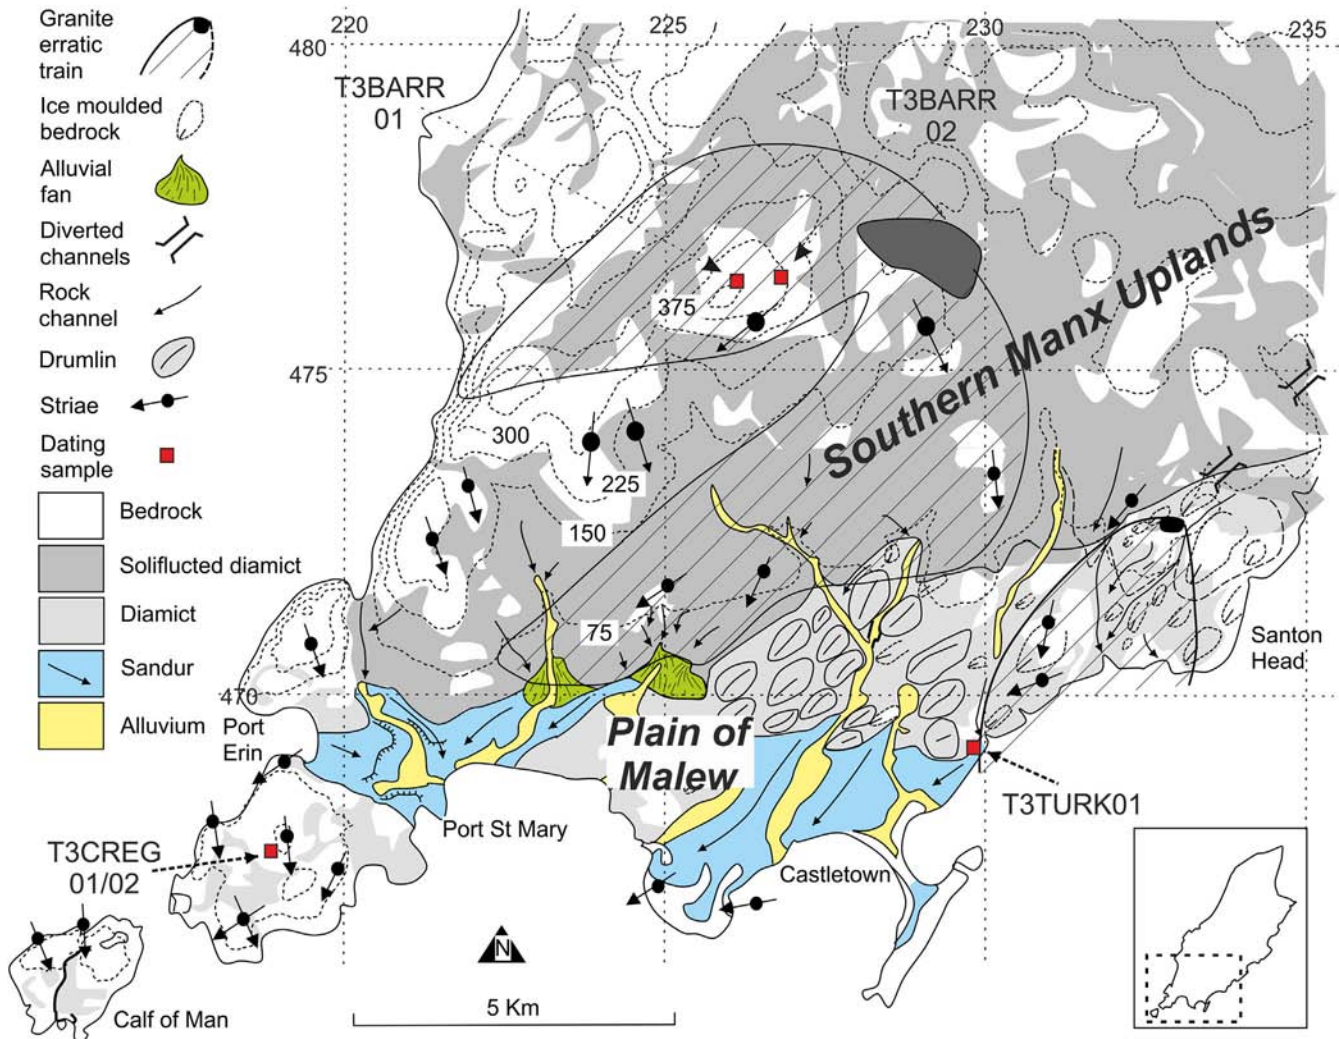 Granite
erratic
train
Ice moulded
bedrock
Alluvial
fan
Diverted
channels
Rock
channel
Drumlin
Striae
Dating
sample
Bedrock
Soliflucted diamict
Diamict
Sandur
Alluvium
220
225
230
235
480
475
470
T3BARR
01
T3BARR
02
375
300
225
150
75
Southern Manx Uplands
Plain of
Malew
Port
Erin
Port St Mary
Castletown
Santon
Head
T3TURK01
T3CREG
01/02
Calf of Man
N
5 Km